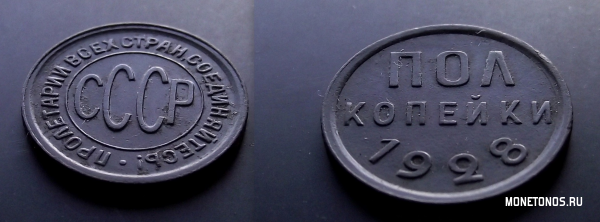 ПРОЛЕТАРИИ ВСЕХ СТРАН, СОЕДИНЯЙТЕСЬ! •
СССР
ПОЛ
КОПЕЙКИ
1928
MONETONOS.RU